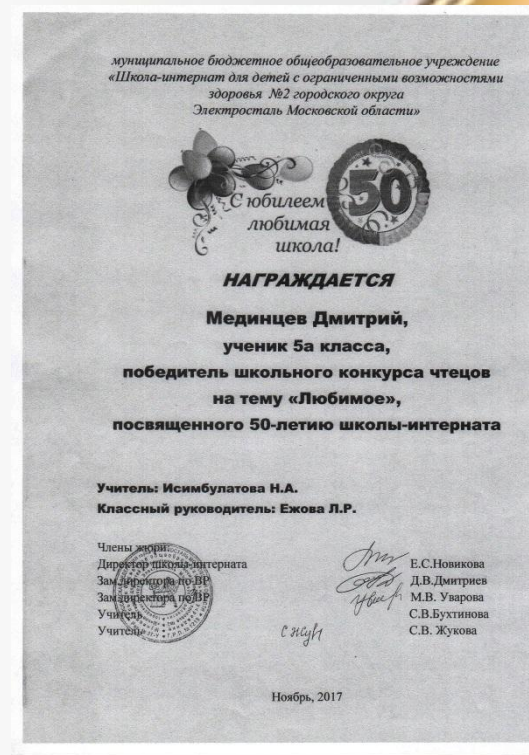 муниципальное бюджетное общеобразовательное учреждение
«Школа-интернат для детей с ограниченными возможностями
здоровья №2 городского округа
Электросталь Московской области»
50
С юбилеем
любимая
школа!
НАГРАЖДАЕТСЯ
Мединцев Дмитрий,
ученик 5а класса,
победитель школьного конкурса чтецов
на тему «Любимое»,
посвященного 50-летию школы-интерната
Учитель: Исимбулатова Н.А.
Классный руководитель: Ежова Л.Р.
Члены жюри:
Директор школы-интерната Е.С.Новикова
Зам.директора по ВР Д.В.Дмитриев
Зам.директора по ВР М.В. Уварова
Учитель С.В.Бухтинова
Учитель С.В. Жукова
Ноябрь, 2017